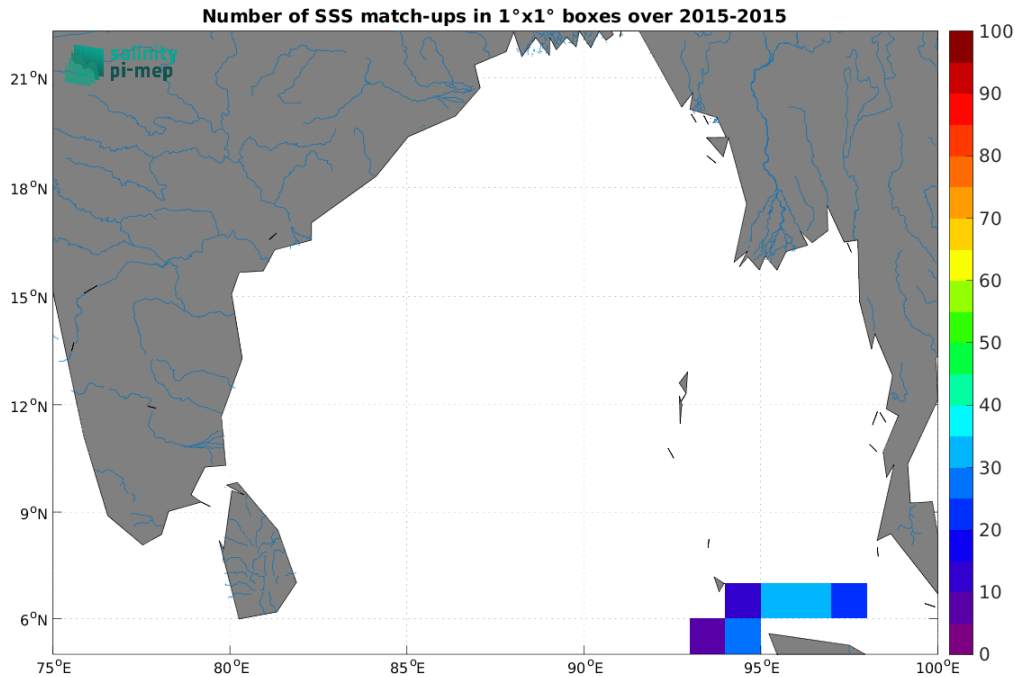 Number of SSS match-ups in 1°x1° boxes over 2015-2015
salinity
pi-mep
21°N
18°N
15°N
12°N
9°N
6°N
75°E
80°E
85°E
90°E
95°E
100°E
100
90
80
70
60
50
40
30
20
10
0